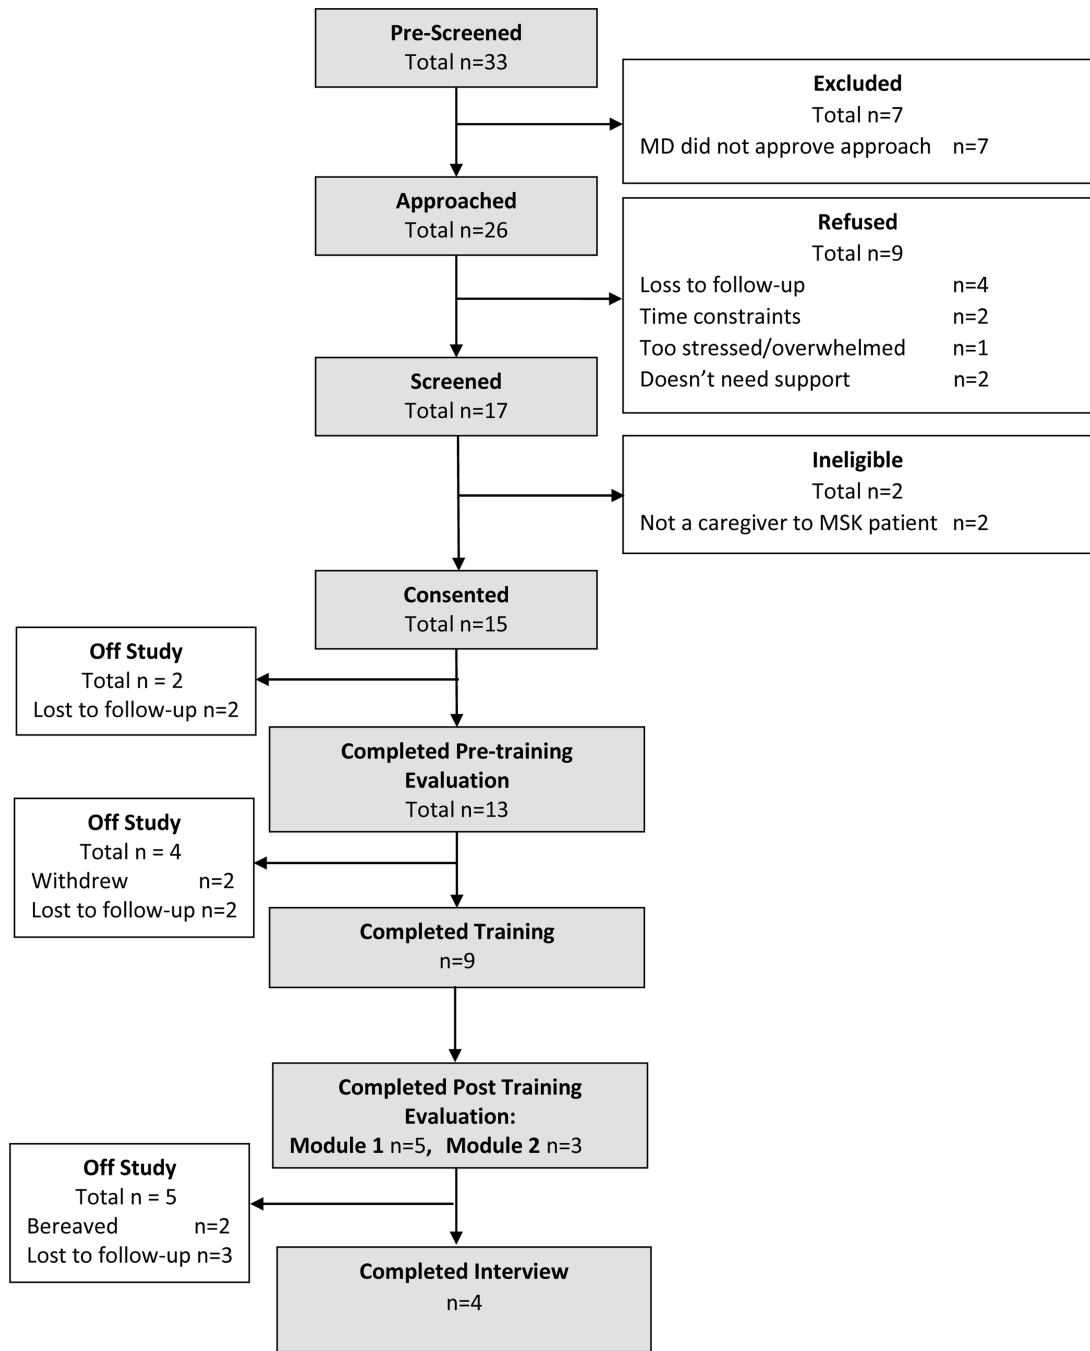 Pre-Screened
Total n=33
Excluded
Total n=7
MD did not approve approach n=7
Approached
Total n=26
Refused
Total n=9
Loss to follow-up n=4
Time constraints n=2
Too stressed/overwhelmed n=1
Doesn’t need support n=2
Screened
Total n=17
Ineligible
Total n=2
Not a caregiver to MSK patient n=2
Consented
Total n=15
Off Study
Total n = 2
Lost to follow-up n=2
Completed Pre-training
Evaluation
Total n=13
Off Study
Total n = 4
Withdrew n=2
Lost to follow-up n=2
Completed Training
n=9
Completed Post Training
Evaluation:
Module 1 n=5, Module 2 n=3
Off Study
Total n = 5
Bereaved n=2
Lost to follow-up n=3
Completed Interview
n=4